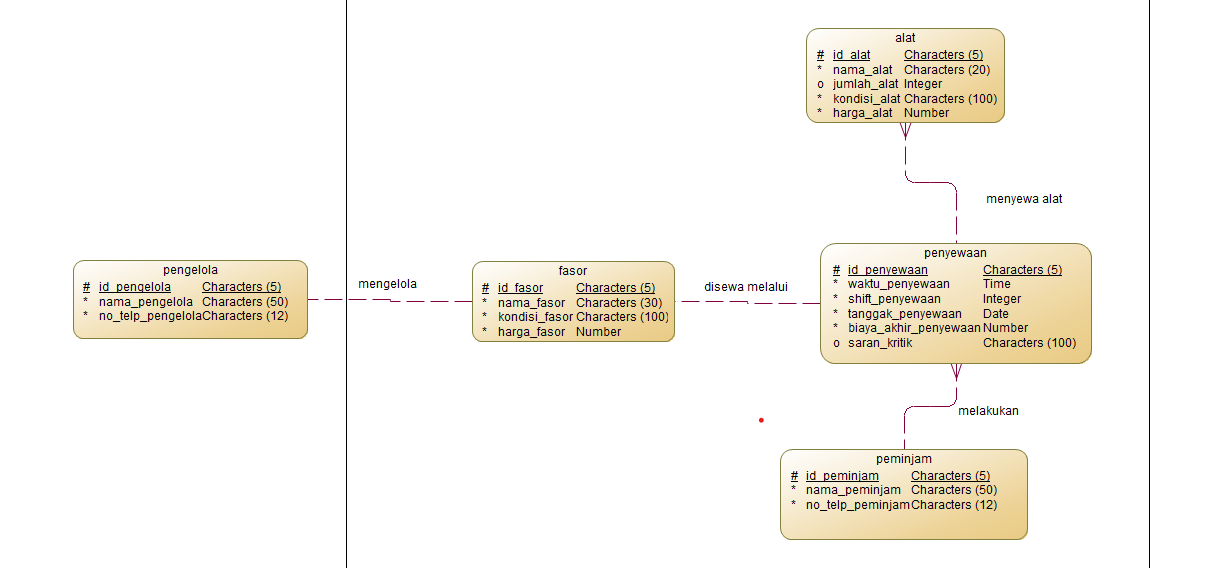 alat
# id_alat Characters (5)
* nama_alat Characters (20)
o jumlah_alat Integer
* kondisi_alat Characters (100)
* harga_alat Number
menyewa alat
pengelola
# id_pengelola Characters (5)
* nama_pengelola Characters (50)
* no_telp_pengelola Characters (12)
mengelola
fasor
# id_fasor Characters (5)
* nama_fasor Characters (30)
* kondisi_fasor Characters (100)
* harga_fasor Number
disewa melalui
penyewaan
# id_penyewaan Characters (5)
* waktu_penyewaan Time
* shift_penyewaan Integer
* tanggak_penyewaan Date
* biaya_akhir_penyewaan Number
o saran_kritik Characters (100)
melakukan
peminjam
# id_peminjam Characters (5)
* nama_peminjam Characters (50)
* no_telp_peminjam Characters (12)